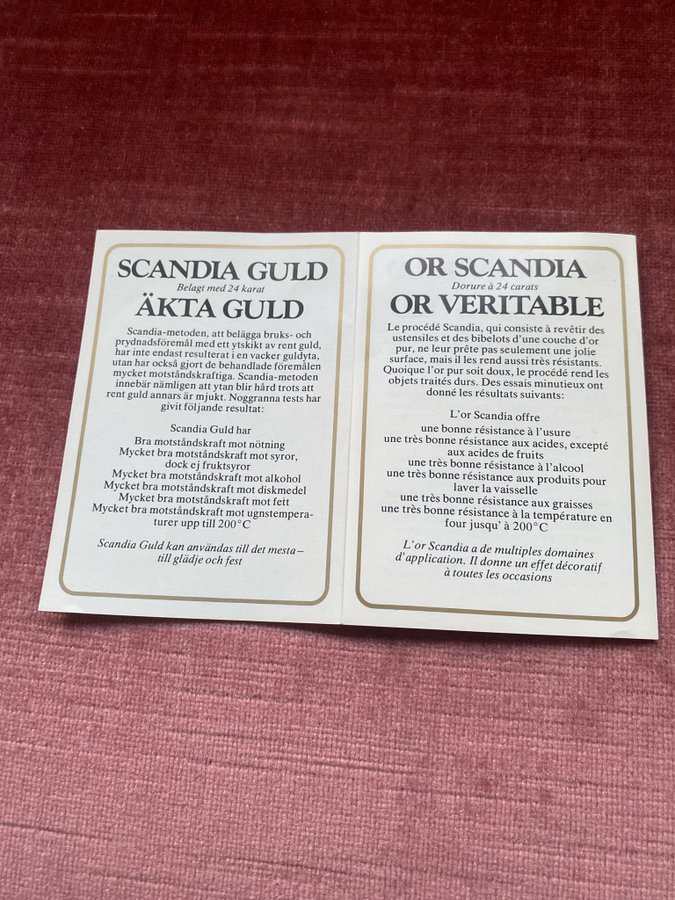 SCANDIA GULD
Belagt med 24 karat
ÄKTA GULD
Scandia-metoden, att belägga bruks- och
prydnadsföremål med ett ytskikt av rent guld,
har inte endast resulterat i en vacker guldyta,
utan har också gjort de behandlade föremålen
mycket motståndskraftiga. Scandia-metoden
innebär nämligen att ytan blir hård trots att
rent guld annars är mjukt. Noggranna tests har
givit följande resultat:
Scandia Guld har
Bra motståndskraft mot nötning
Mycket bra motståndskraft mot syror,
dock ej fruktsyror
Mycket bra motståndskraft mot alkohol
Mycket bra motståndskraft mot diskmedel
Mycket bra motståndskraft mot fett
Mycket bra motståndskraft mot ugnstempera-
turer upp till 200°C
Scandia Guld kan användas till det mesta –
till glädje och fest
OR SCANDIA
Dorure à 24 carats
OR VERITABLE
Le procédé Scandia, qui consiste à revêtir des
ustensiles et des bibelots d'une couche d'or
pur, ne leur prête pas seulement une jolie
surface, mais il les rend aussi très résistants.
Quoique l'or pur soit doux, le procédé rend les
objets traités durs. Des essais minutieux ont
donné les résultats suivants:
L'or Scandia offre
une bonne résistance à l'usure
une très bonne résistance aux acides, excepté
aux acides de fruits
une très bonne résistance à l'alcool
une très bonne résistance aux produits pour
laver la vaisselle
une très bonne résistance aux graisses
une très bonne résistance à la température en
four jusqu' à 200°C
L'or Scandia a de multiples domaines
d'application. Il donne un effet décoratif
à toutes les occasions